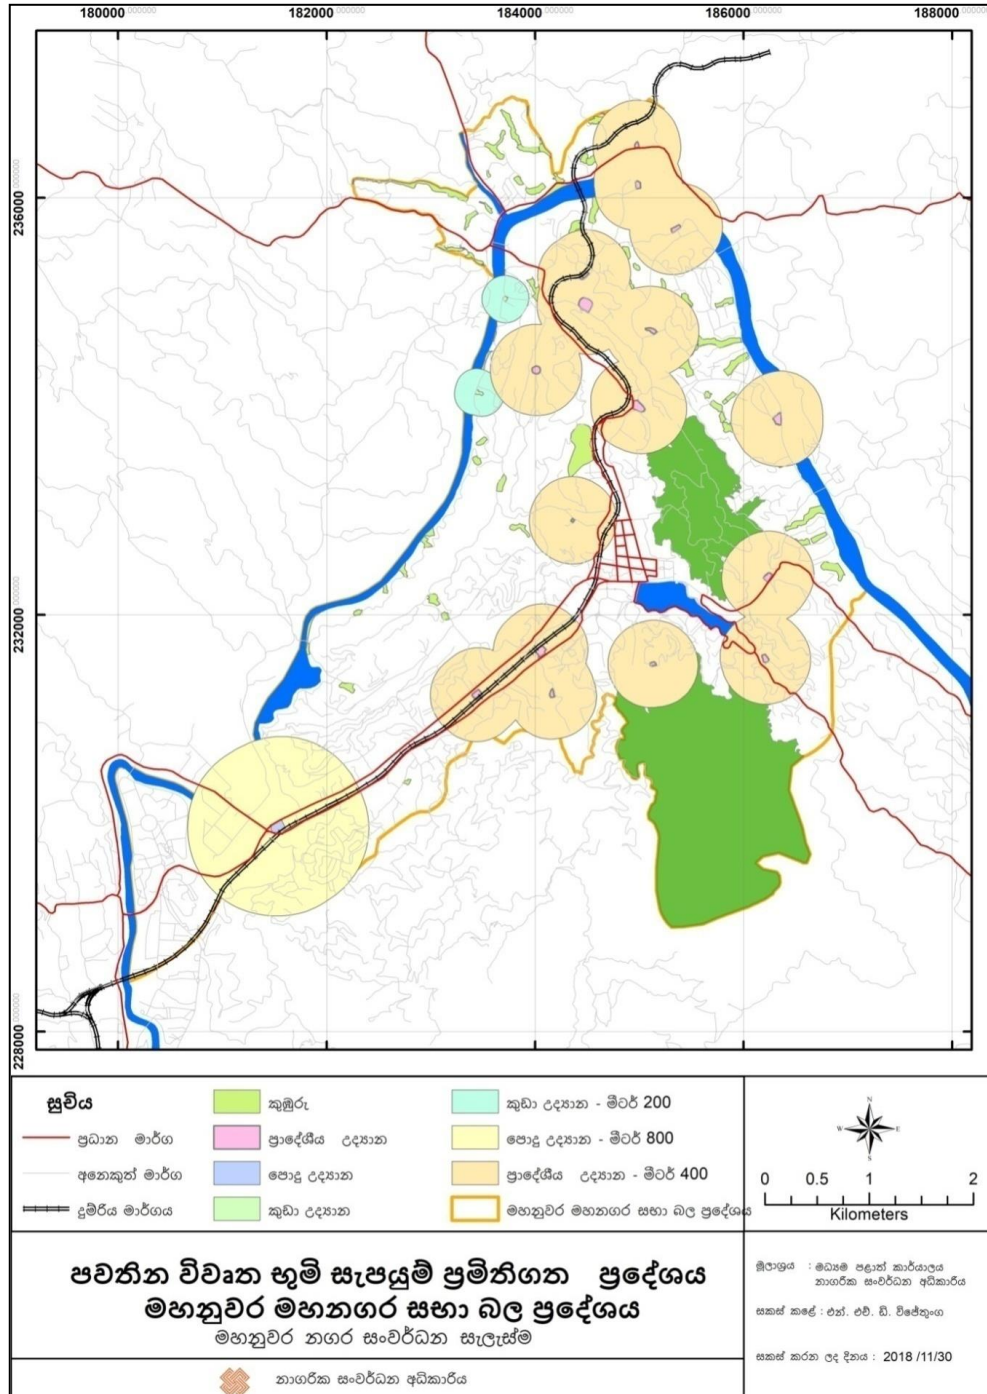 180000 182000 184000 186000 188000
236000
232000
228000
සූචිය
ප්‍රධාන මාර්ග
අනෙකුත් මාර්ග
දුම්රිය මාර්ගය
කුඹුරු
ප්‍රාදේශීය උද්‍යාන
පොදු උද්‍යාන
කුඩා උද්‍යාන
කුඩා උද්‍යාන - මීටර් 200
පොදු උද්‍යාන - මීටර් 800
ප්‍රාදේශීය උද්‍යාන - මීටර් 400
මහනුවර මහනගර සභා බල ප්‍රදේශය
N
W E
S
0 0.5 1 2
Kilometers
පවතින විවෘත භූමි සැපයුම් ප්‍රමිතිගත ප්‍රදේශය
මහනුවර මහනගර සභා බල ප්‍රදේශය
මහනුවර නගර සංවර්ධන සැලැස්ම
නාගරික සංවර්ධන අධිකාරිය
මූලාශ්‍රය : මධ්‍යම පළාත් කාර්යාලය
නාගරික සංවර්ධන අධිකාරිය
සකස් කළේ : එන්. එච්. ඩී. විජේතුංග
සකස් කරන ලද දිනය : 2018 /11/30